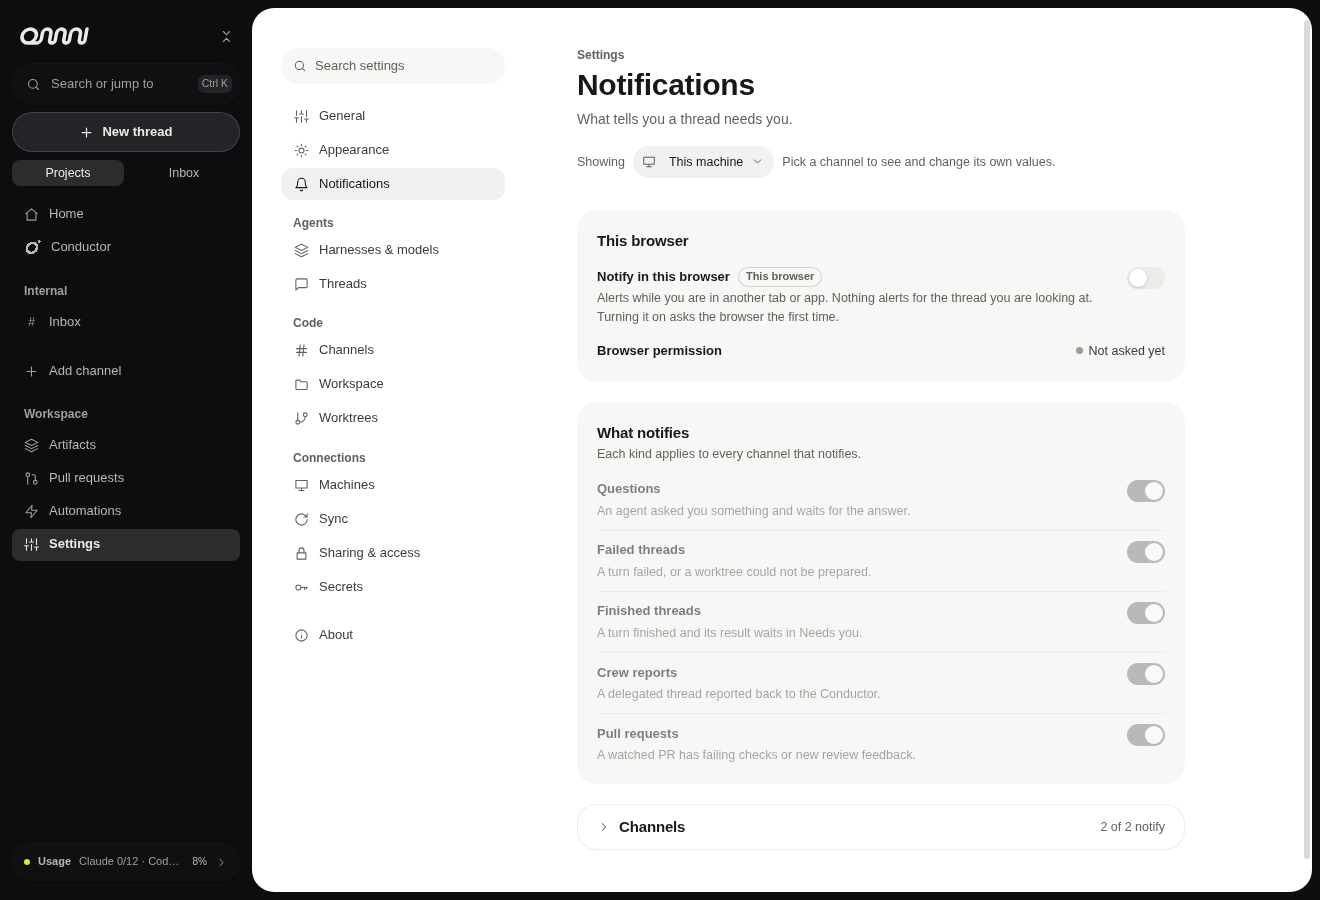 omni
Search or jump to
Ctrl K
New thread
Projects
Inbox
Home
Conductor
Internal
# Inbox
Add channel
Workspace
Artifacts
Pull requests
Automations
Settings
Usage Claude 0/12 · Cod… 8%
Search settings
General
Appearance
Notifications
Agents
Harnesses & models
Threads
Code
Channels
Workspace
Worktrees
Connections
Machines
Sync
Sharing & access
Secrets
About
Settings
Notifications
What tells you a thread needs you.
Showing This machine Pick a channel to see and change its own values.
This browser
Notify in this browser This browser
Alerts while you are in another tab or app. Nothing alerts for the thread you are looking at.
Turning it on asks the browser the first time.
Browser permission Not asked yet
What notifies
Each kind applies to every channel that notifies.
Questions
An agent asked you something and waits for the answer.
Failed threads
A turn failed, or a worktree could not be prepared.
Finished threads
A turn finished and its result waits in Needs you.
Crew reports
A delegated thread reported back to the Conductor.
Pull requests
A watched PR has failing checks or new review feedback.
Channels 2 of 2 notify